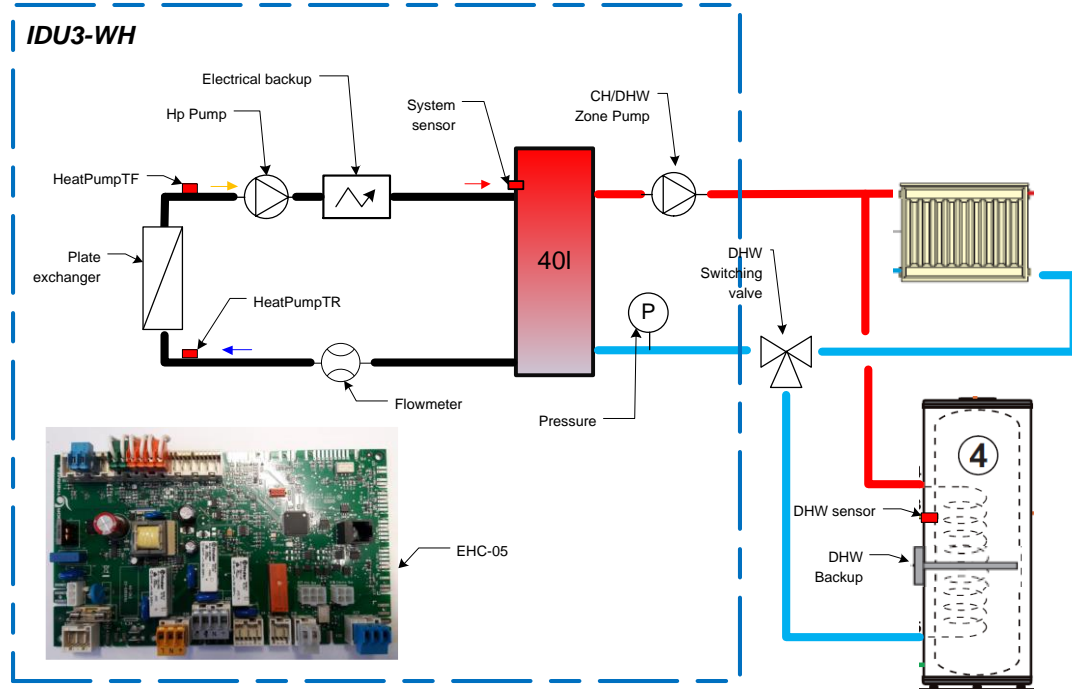 IDU3-WH
Electrical backup
Hp Pump
System
sensor
CH/DHW
Zone Pump
HeatPumpTF
Plate
exchanger
40l
DHW
Switching
valve
HeatPumpTR
P
Flowmeter
Pressure
4
DHW sensor
EHC-05
DHW
Backup